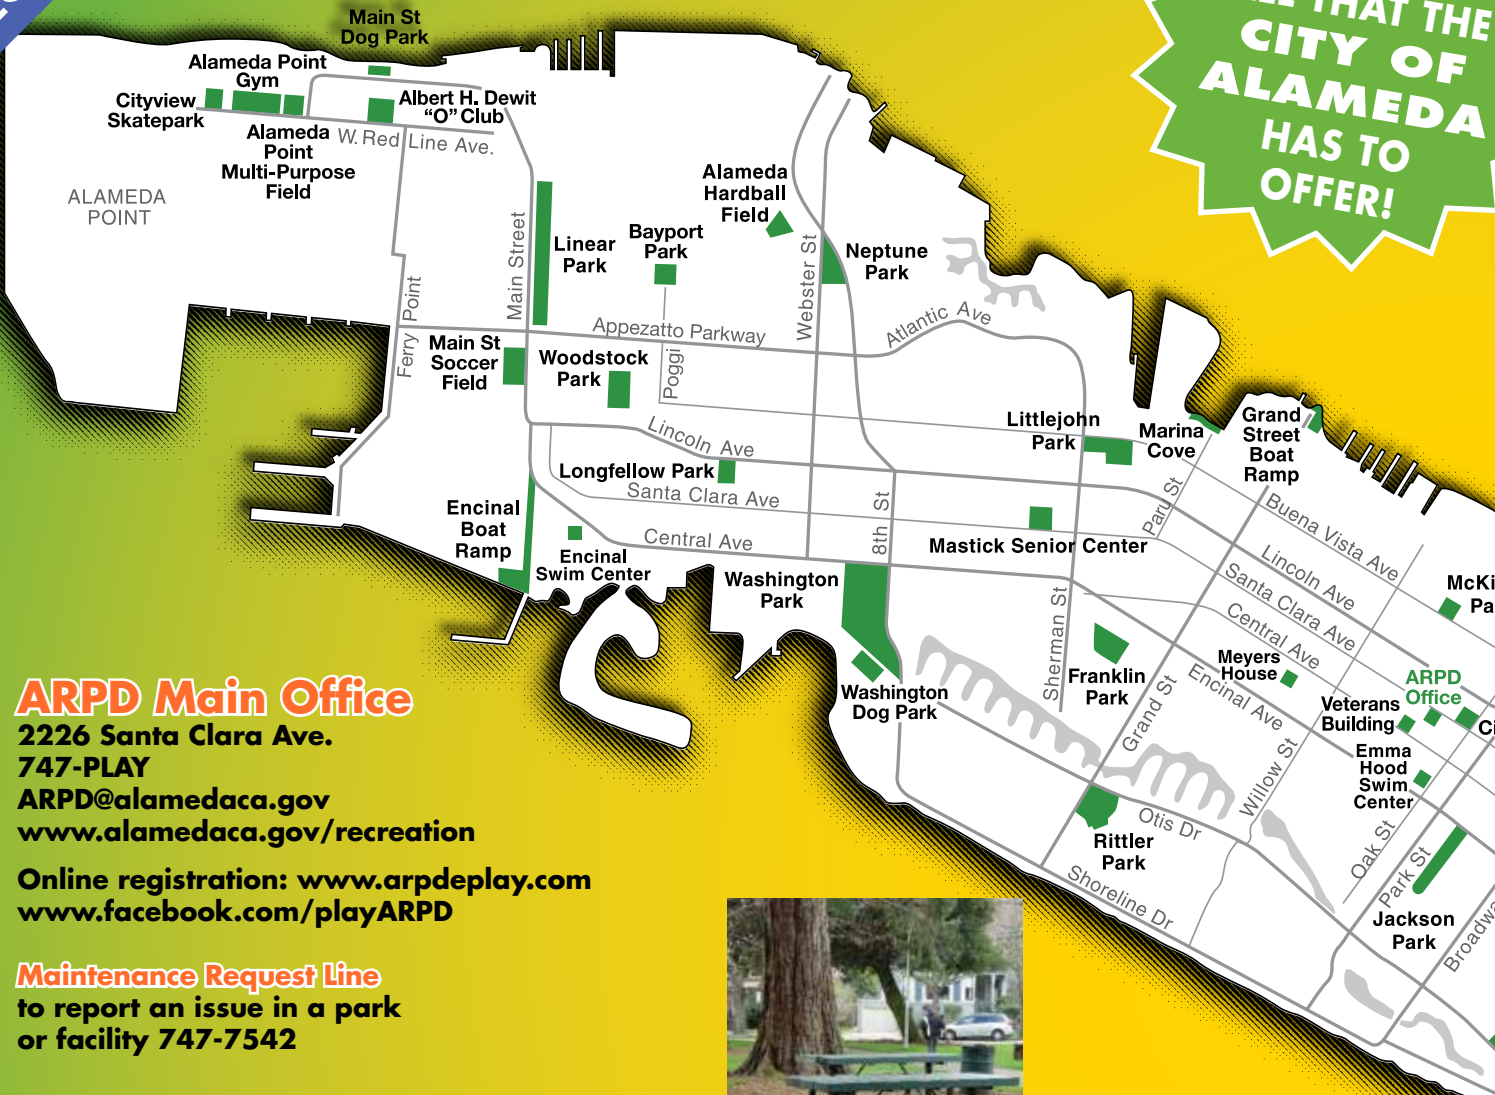 THAT THE
CITY OF
ALAMEDA
HAS TO
OFFER!
Main St
Dog Park
Alameda Point
Gym
Cityview
Skatepark
Albert H. Dewit
“O” Club
Alameda
Point
Multi-Purpose
Field
W. Red Line Ave.
ALAMEDA
POINT
Alameda
Hardball
Field
Linear
Park
Bayport
Park
Neptune
Park
Main Street
Webster St
Ferry Point
Appezatto Parkway
Atlantic Ave
Main St
Soccer
Field
Woodstock
Park
Poggi
Lincoln Ave
Littlejohn
Park
Marina
Cove
Grand
Street
Boat
Ramp
Longfellow Park
Santa Clara Ave
Encinal
Boat
Ramp
Encinal
Swim Center
Central Ave
8th St
Mastick Senior Center
Paru St
Buena Vista Ave
Lincoln Ave
Santa Clara Ave
Central Ave
Encinal Ave
Washington
Park
Washington
Dog Park
Sherman St
Franklin
Park
Grand St
Meyers
House
ARPD
Office
Veterans
Building
Emma
Hood
Swim
Center
Willow St
Otis Dr
Rittler
Park
Shoreline Dr
Oak St
Park St
Jackson
Park
ARPD Main Office
2226 Santa Clara Ave.
747-PLAY
ARPD@alamedaca.gov
www.alamedaca.gov/recreation
Online registration: www.arpdeplay.com
www.facebook.com/playARPD
Maintenance Request Line
to report an issue in a park
or facility 747-7542